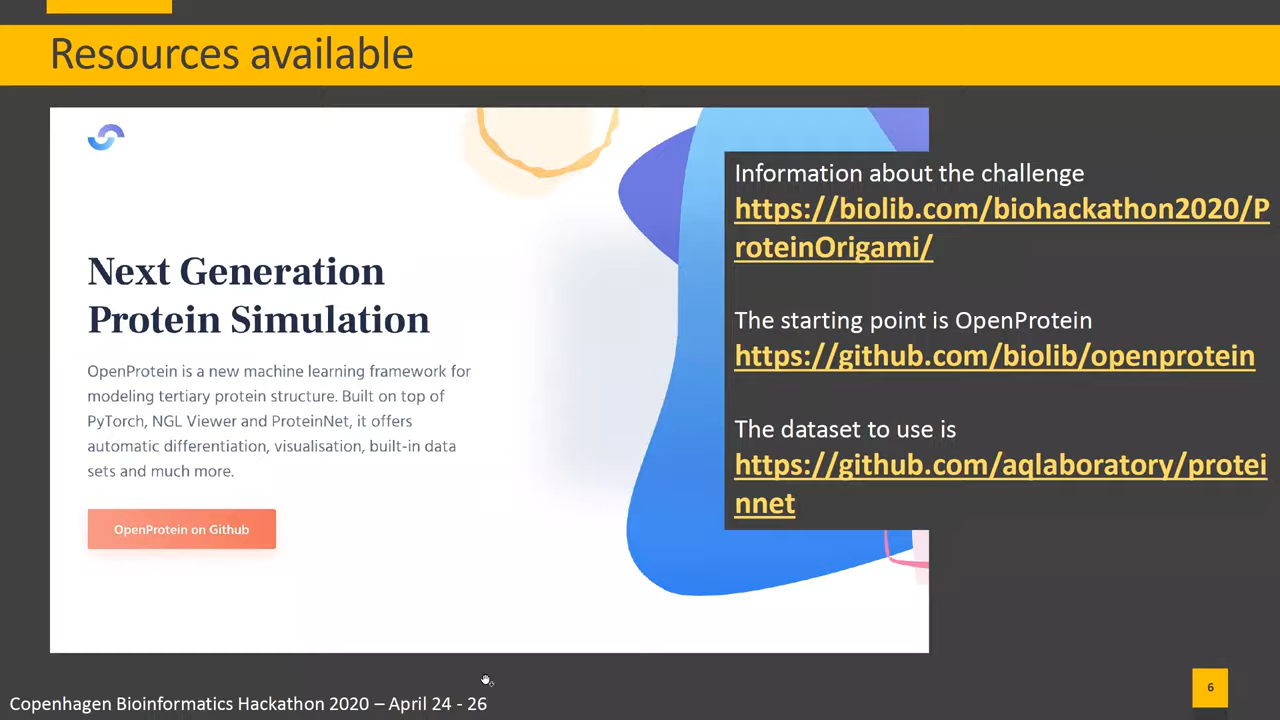 Resources available
Next Generation
Protein Simulation
OpenProtein is a new machine learning framework for
modeling tertiary protein structure. Built on top of
PyTorch, NGL Viewer and ProteinNet, it offers
automatic differentiation, visualisation, built-in data
sets and much more.
OpenProtein on Github
Information about the challenge
https://biolib.com/biohackathon2020/P
roteinOrigami/
The starting point is OpenProtein
https://github.com/biolib/openprotein
The dataset to use is
https://github.com/aqlaboratory/protei
nnet
Copenhagen Bioinformatics Hackathon 2020 – April 24 - 26
6